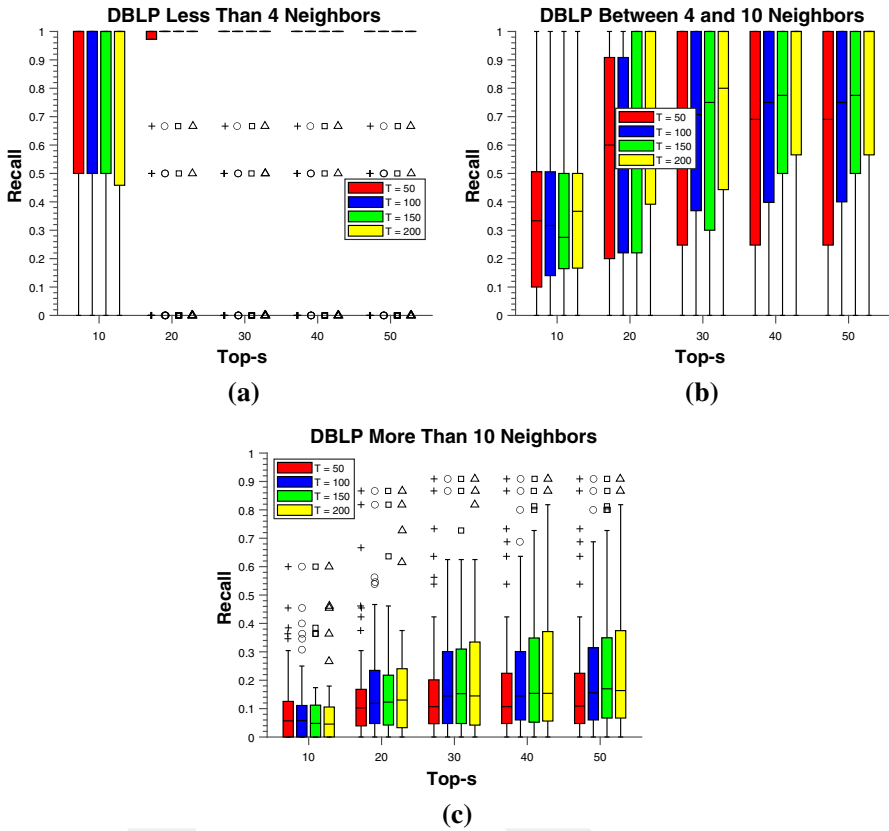 DBLP Less Than 4 Neighbors
1
0.9
0.8
0.7
0.6
0.5
0.4
0.3
0.2
0.1
0
Recall
T = 50
T = 100
T = 150
T = 200
10 20 30 40 50
Top-s
(a)
DBLP Between 4 and 10 Neighbors
1
0.9
0.8
0.7
0.6
0.5
0.4
0.3
0.2
0.1
0
Recall
T = 50
T = 100
T = 150
T = 200
10 20 30 40 50
Top-s
(b)
DBLP More Than 10 Neighbors
1
0.9
0.8
0.7
0.6
0.5
0.4
0.3
0.2
0.1
0
Recall
T = 50
T = 100
T = 150
T = 200
10 20 30 40 50
Top-s
(c)